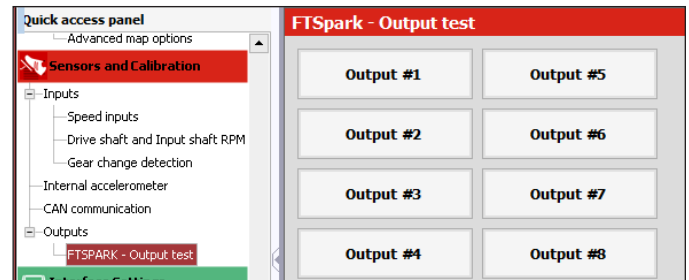 Quick access panel
Advanced map options
Sensors and Calibration
Inputs
Speed inputs
Drive shaft and Input shaft RPM
Gear change detection
Internal accelerometer
CAN communication
Outputs
FTSPARK - Output test
Interface Settings
FTSpark - Output test
Output #1
Output #5
Output #2
Output #6
Output #3
Output #7
Output #4
Output #8